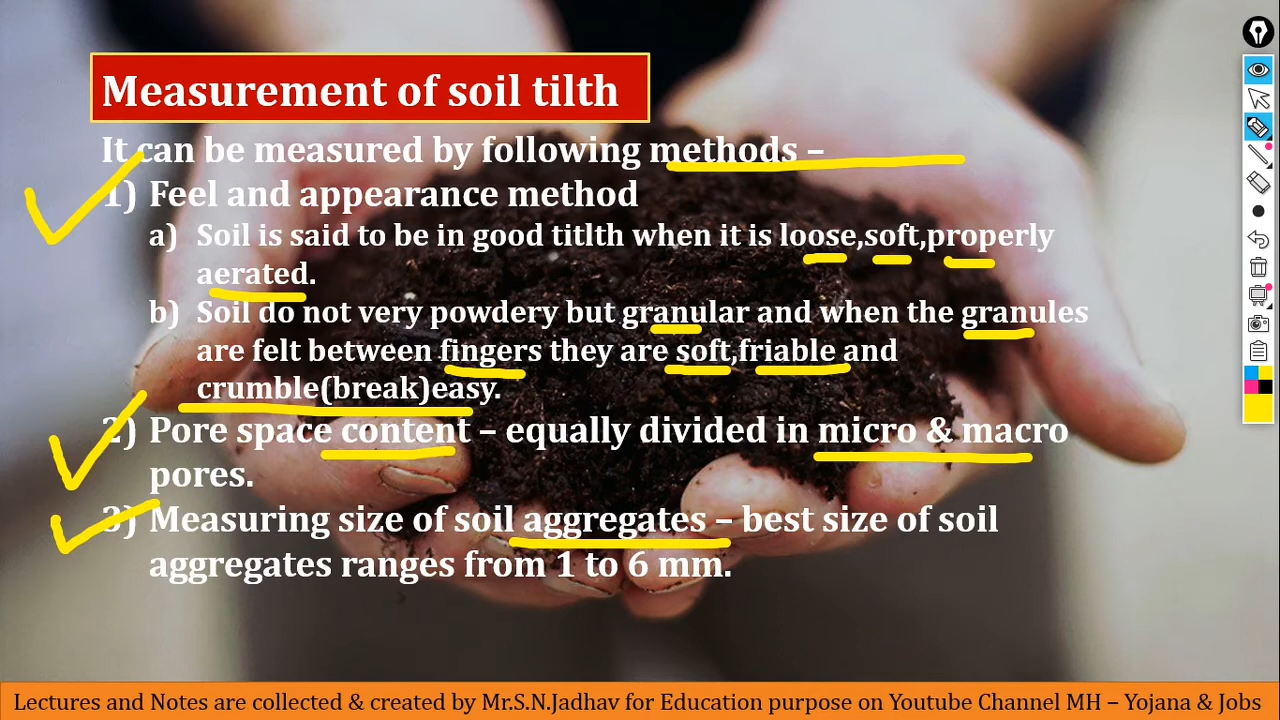 Measurement of soil tilth
It can be measured by following methods –
1) Feel and appearance method
a) Soil is said to be in good titlth when it is loose,soft,properly
aerated.
b) Soil do not very powdery but granular and when the granules
are felt between fingers they are soft,friable and
crumble(break)easy.
2) Pore space content – equally divided in micro & macro
pores.
3) Measuring size of soil aggregates – best size of soil
aggregates ranges from 1 to 6 mm.
Lectures and Notes are collected & created by Mr.S.N.Jadhav for Education purpose on Youtube Channel MH – Yojana & Jobs